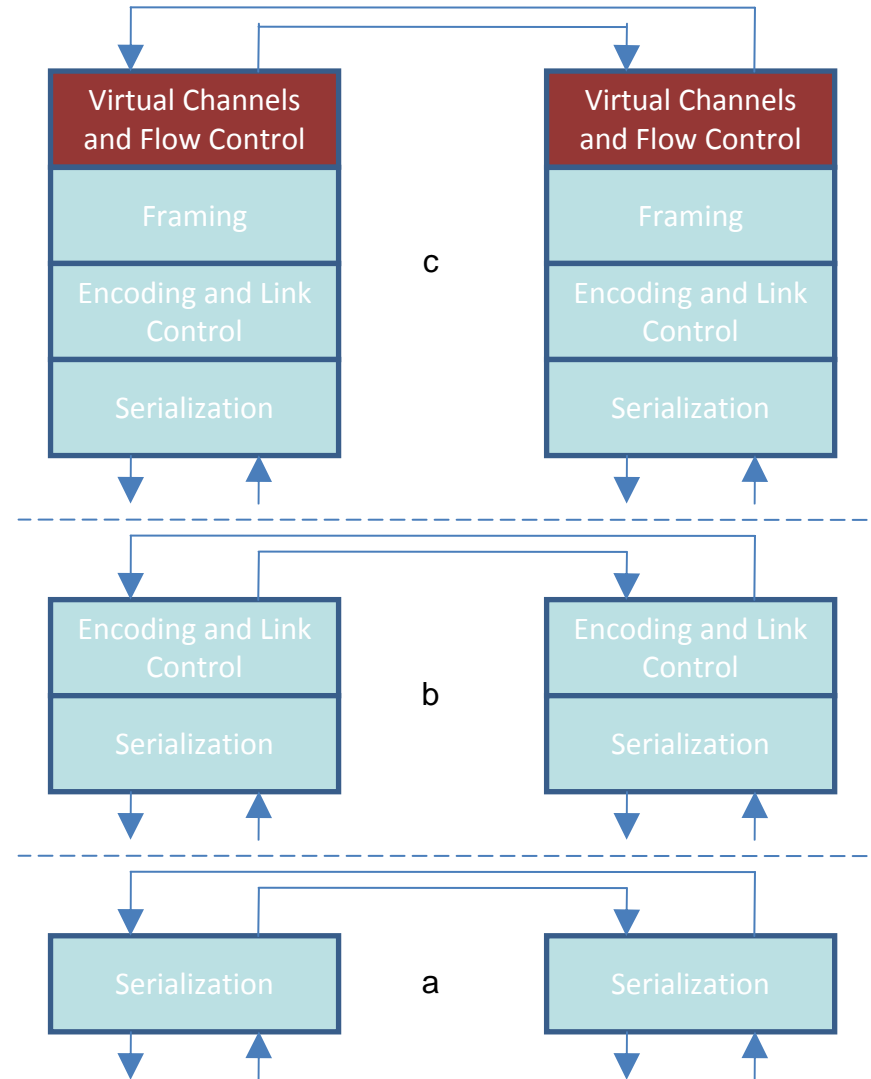 Virtual Channels
and Flow Control
Framing
Encoding and Link
Control
Serialization
c
Virtual Channels
and Flow Control
Framing
Encoding and Link
Control
Serialization
Encoding and Link
Control
Serialization
b
Encoding and Link
Control
Serialization
Serialization
a
Serialization